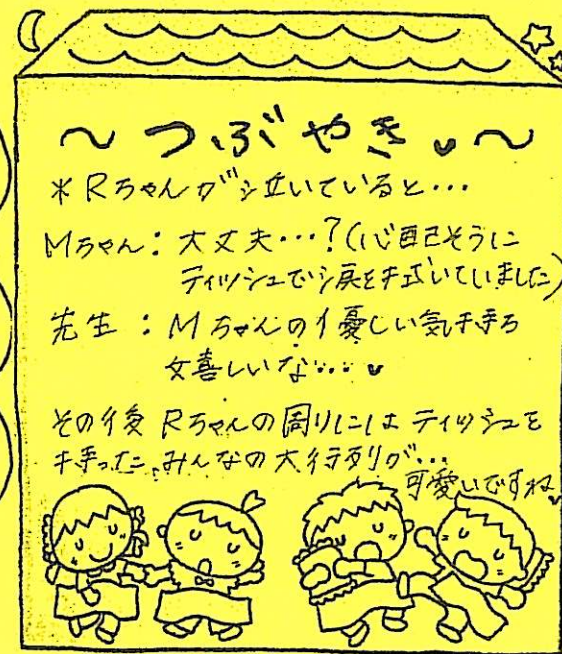 ～つぶやき♥～
＊Rちゃんが泣いていると…
Mちゃん：大丈夫…？(心配そうに
ティッシュで涙を拭いていました)
先生：Mちゃんの優しい気持ち
嬉しいな…♥
その後Rちゃんの周りにはティッシュを
持った、みんなの大行列が…
可愛いですね♥